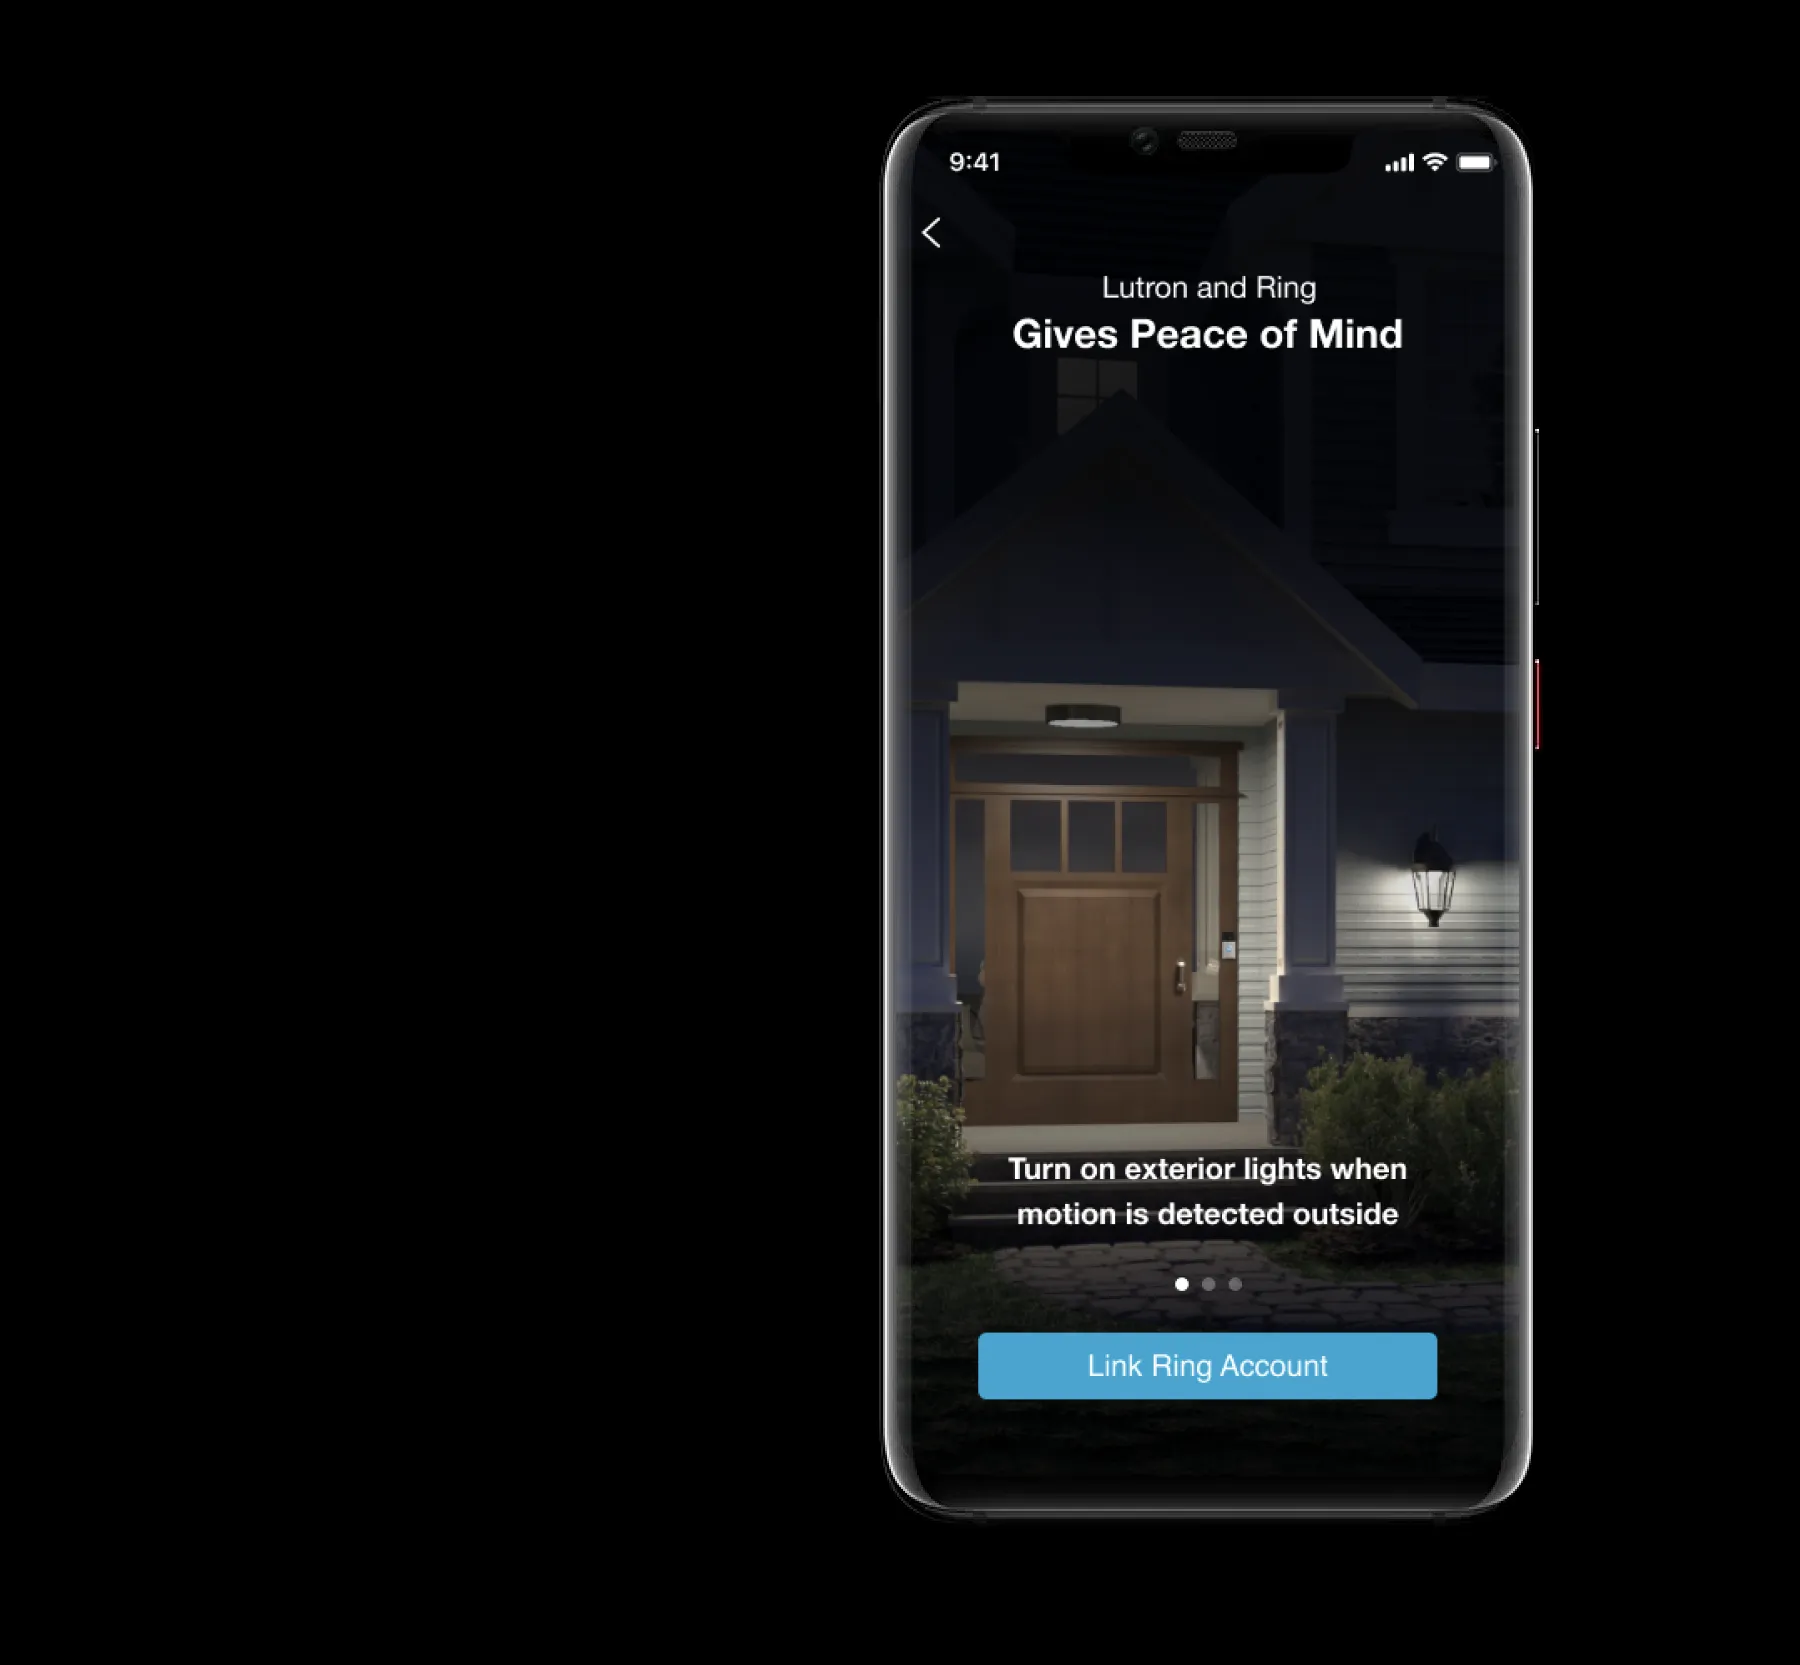 9:41
Lutron and Ring
Gives Peace of Mind
Turn on exterior lights when
motion is detected outside
Link Ring Account